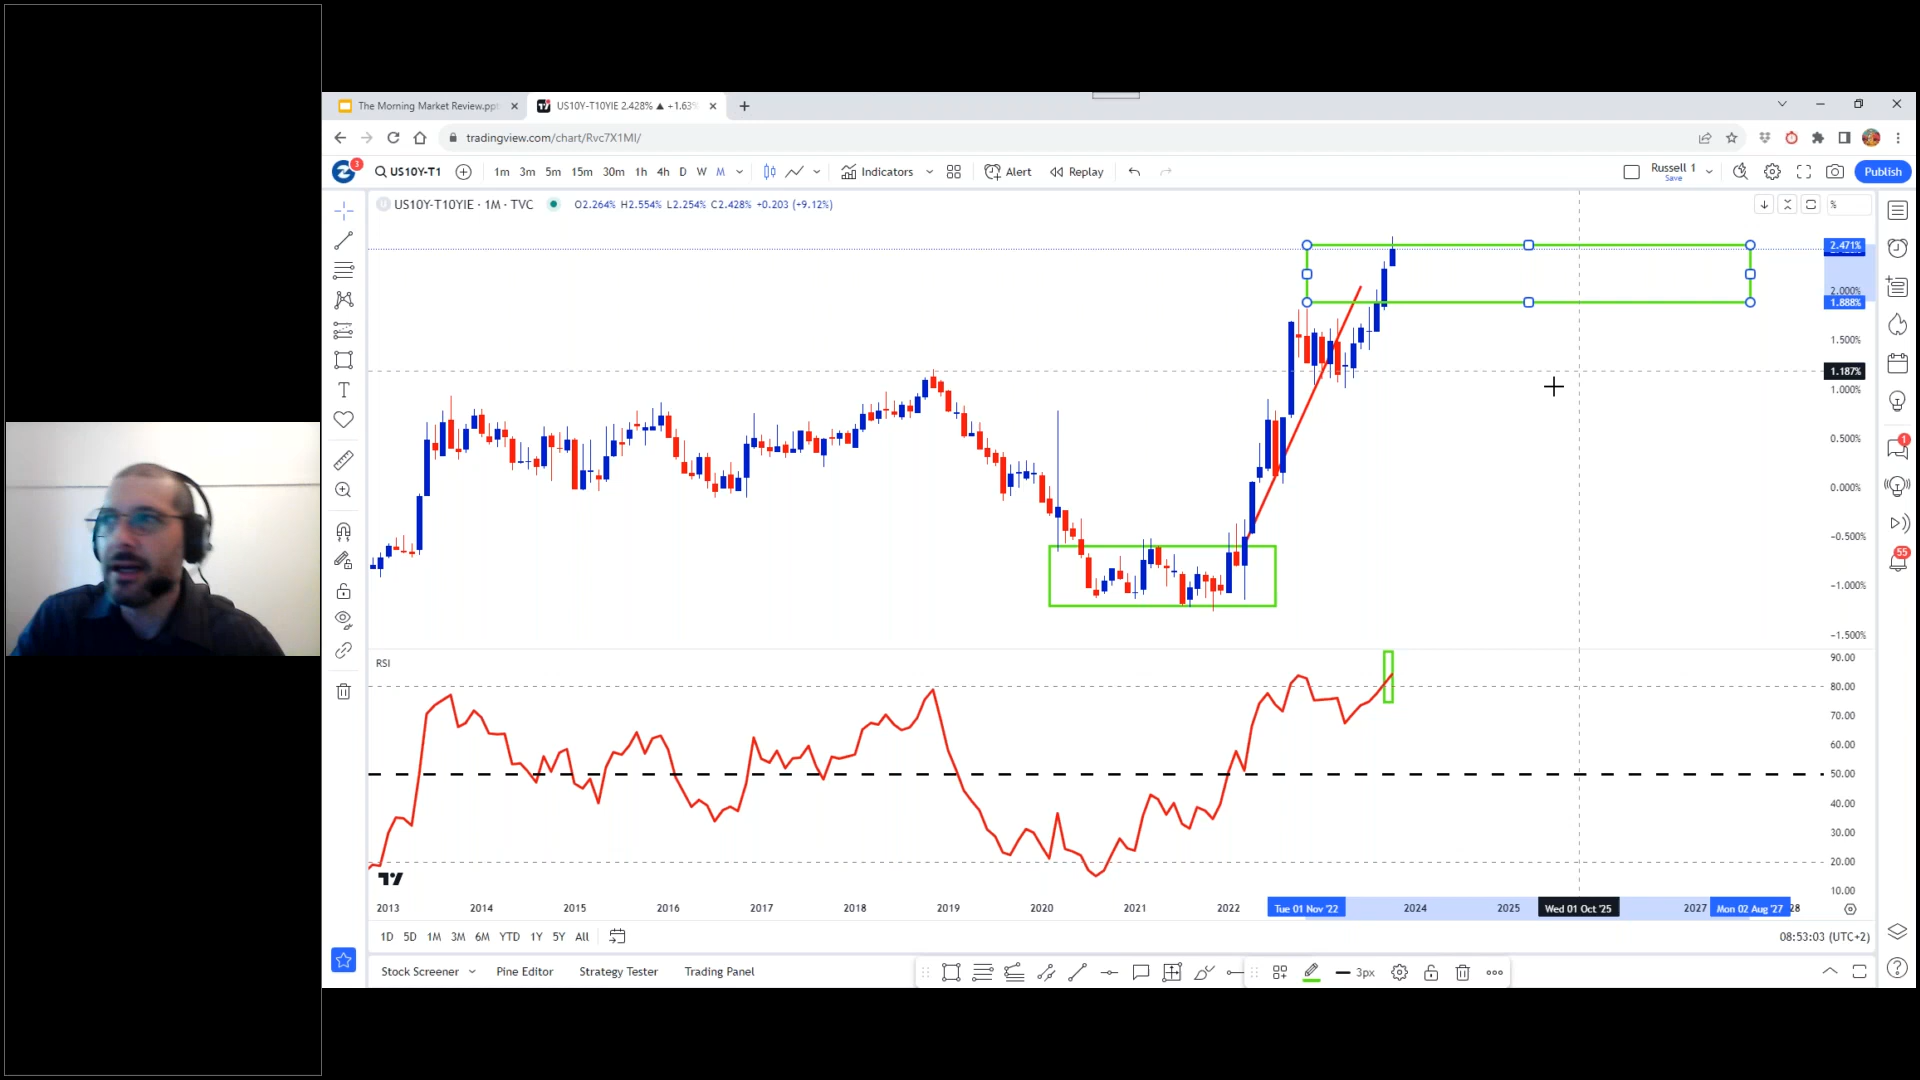 The Morning Market Review.ppt
US10Y-T10YIE 2.428% ▲ +1.63%
tradingview.com/chart/Rvc7X1MI/
3
US10Y-T1
1m 3m 5m 15m 30m 1h 4h D W M
Indicators
Alert
Replay
Russell 1
Save
Publish
U
US10Y-T10YIE · 1M · TVC
O2.264% H2.554% L2.254% C2.428% +0.203 (+9.12%)
%
2.471%
2.000%
1.888%
1.500%
1.187%
1.000%
0.500%
0.000%
-0.500%
-1.000%
-1.500%
1
55
RSI
90.00
80.00
70.00
60.00
50.00
40.00
30.00
20.00
10.00
2013 2014 2015 2016 2017 2018 2019 2020 2021 2022 Tue 01 Nov '22 2024 2025 Wed 01 Oct '25 2027 Mon 02 Aug '27 28
1D 5D 1M 3M 6M YTD 1Y 5Y All
08:53:03 (UTC+2)
Stock Screener
Pine Editor
Strategy Tester
Trading Panel
3px